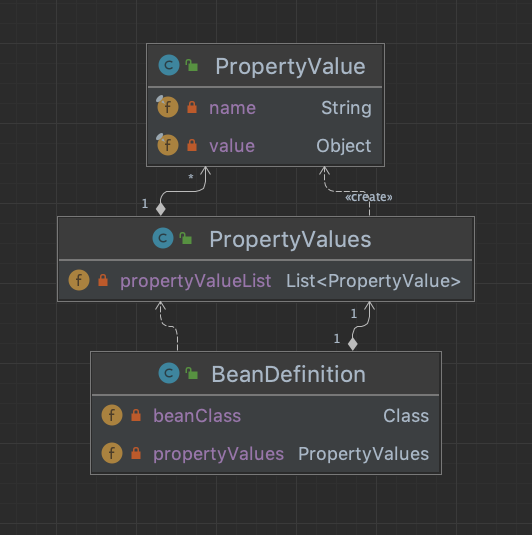 C PropertyValue
f name String
f value Object
*
1
«create»
C PropertyValues
f propertyValueList List<PropertyValue>
1
1
C BeanDefinition
f beanClass Class
f propertyValues PropertyValues